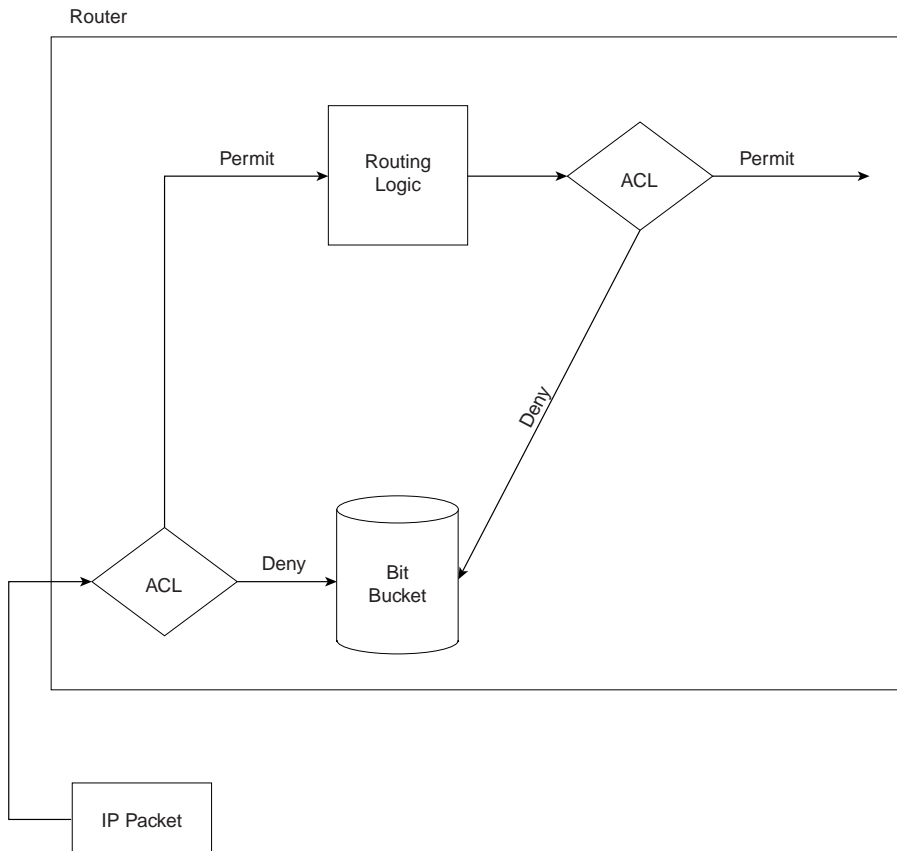 Router
Permit
Routing
Logic
ACL
Permit
Deny
ACL
Deny
Bit
Bucket
IP Packet